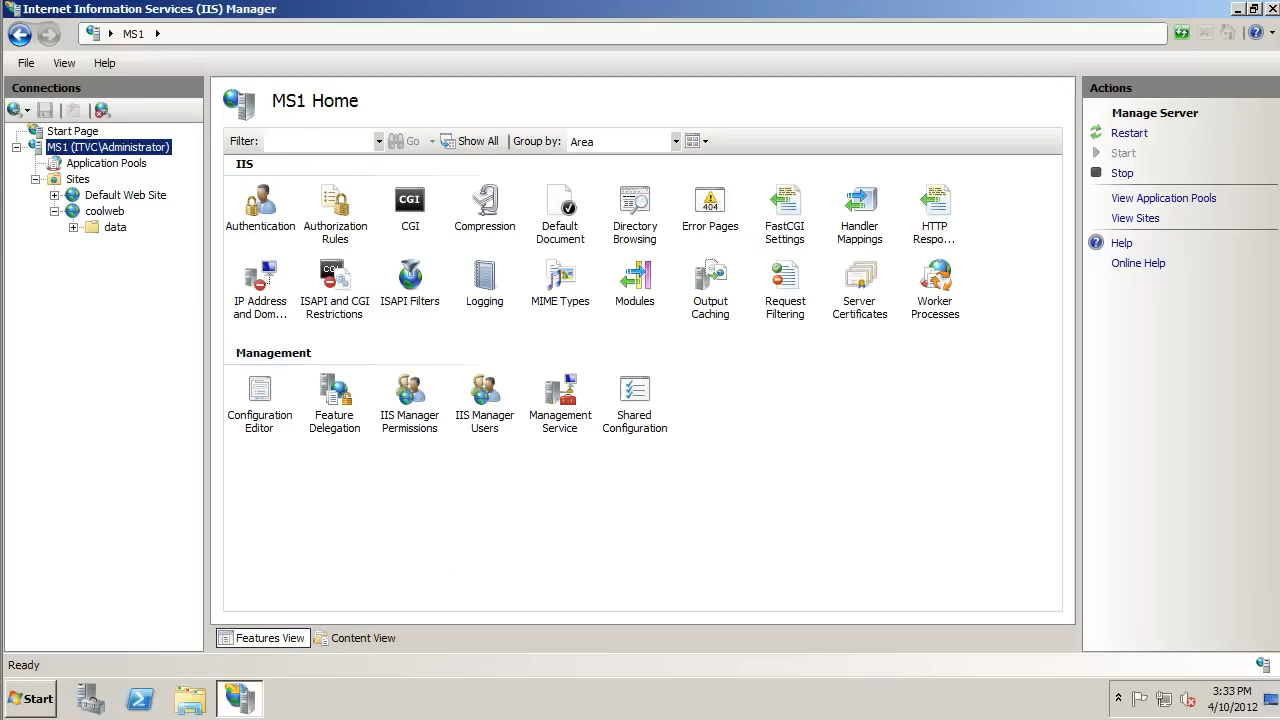 Internet Information Services (IIS) Manager
MS1
File View Help
Connections
Start Page
MS1 (ITVC\Administrator)
Application Pools
Sites
Default Web Site
coolweb
data
MS1 Home
Filter: Go Show All Group by: Area
IIS
Authentication
Authorization
Rules
CGI
CGI
Compression
Default
Document
Directory
Browsing
404
Error Pages
FastCGI
Settings
Handler
Mappings
HTTP
Respo...
IP Address
and Dom...
ISAPI and CGI
Restrictions
ISAPI Filters
Logging
MIME Types
Modules
Output
Caching
Request
Filtering
Server
Certificates
Worker
Processes
Management
Configuration
Editor
Feature
Delegation
IIS Manager
Permissions
IIS Manager
Users
Management
Service
Shared
Configuration
Features View Content View
Actions
Manage Server
Restart
Start
Stop
View Application Pools
View Sites
Help
Online Help
Ready
Start
3:33 PM
4/10/2012